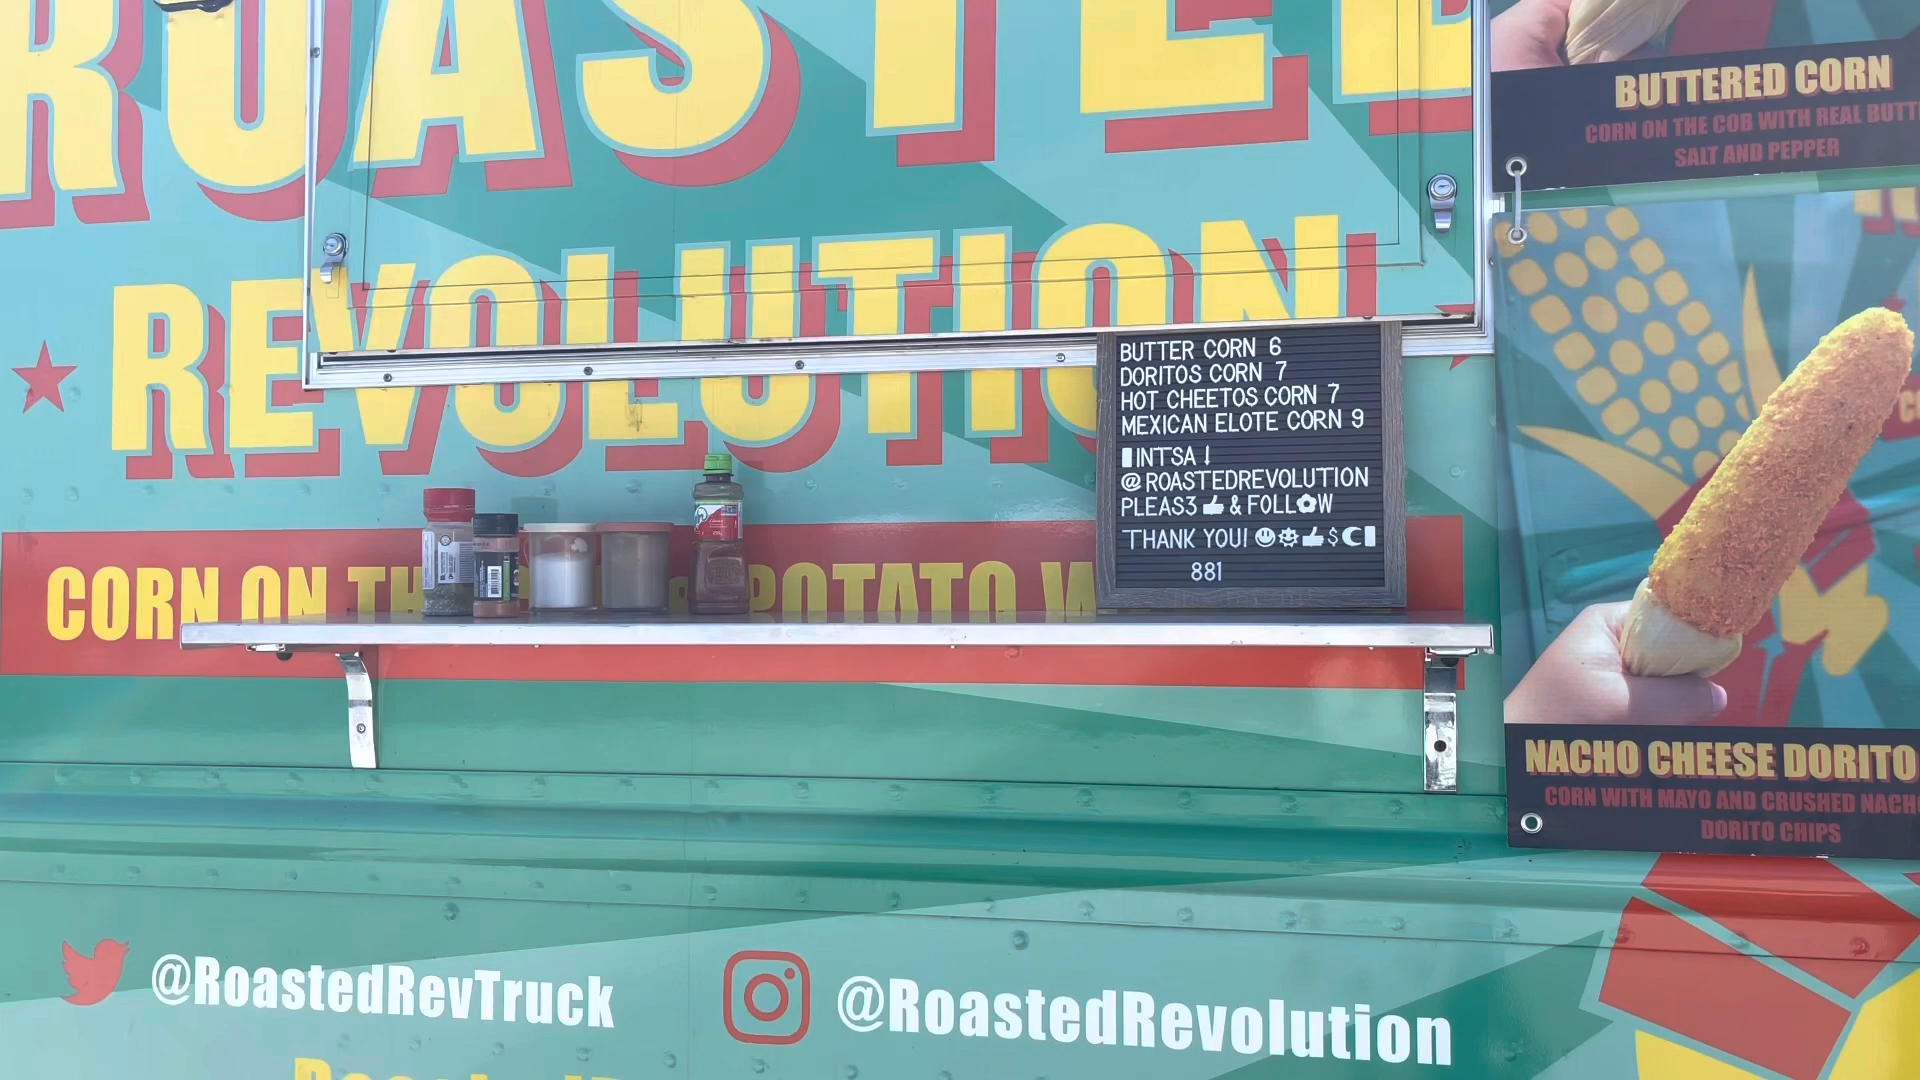 ROASTED
REVOLUTION
BUTTER CORN 6
DORITOS CORN 7
HOT CHEETOS CORN 7
MEXICAN ELOTE CORN 9
INTSA
@ROASTEDREVOLUTION
PLEAS3 👍 & FOLL✿W
THANK YOU! $
881
CORN ON TH POTATO W
@RoastedRevTruck
@RoastedRevolution
BUTTERED CORN
CORN ON THE COB WITH REAL BUTT
SALT AND PEPPER
NACHO CHEESE DORITO
CORN WITH MAYO AND CRUSHED NACH
DORITO CHIPS